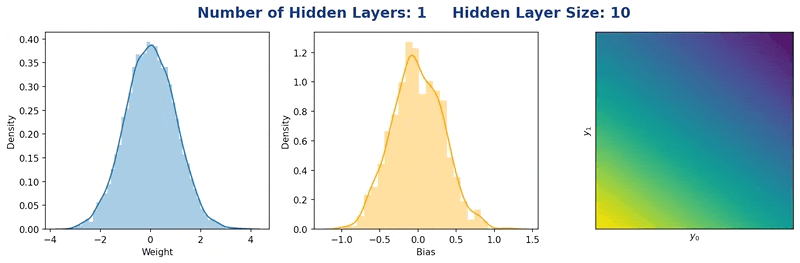 Number of Hidden Layers: 1 Hidden Layer Size: 10
Density
0.40
0.35
0.30
0.25
0.20
0.15
0.10
0.05
0.00
−4 −2 0 2 4
Weight
Density
1.2
1.0
0.8
0.6
0.4
0.2
0.0
−1.0 −0.5 0.0 0.5 1.0 1.5
Bias
y₁
y₀